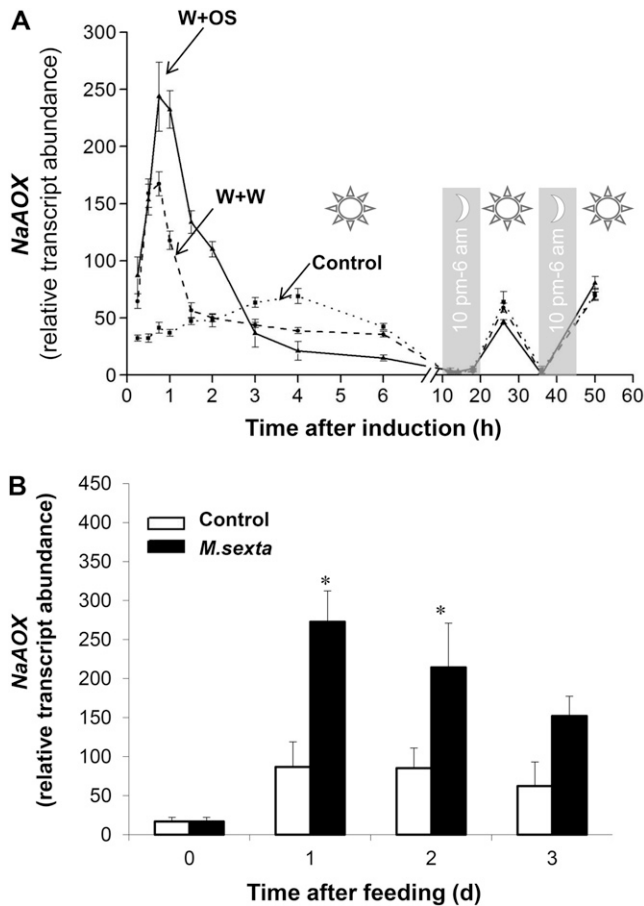 A
W+OS
300
250
200
150
100
50
0
W+W
Control
10 pm-6 am
10 pm-6 am
0 1 2 3 4 5 6 10 20 30 40 50 60
Time after induction (h)
NaAOX
(relative transcript abundance)
B
450
400
350
300
250
200
150
100
50
0
Control
M.sexta
*
*
0 1 2 3
Time after feeding (d)
NaAOX
(relative transcript abundance)